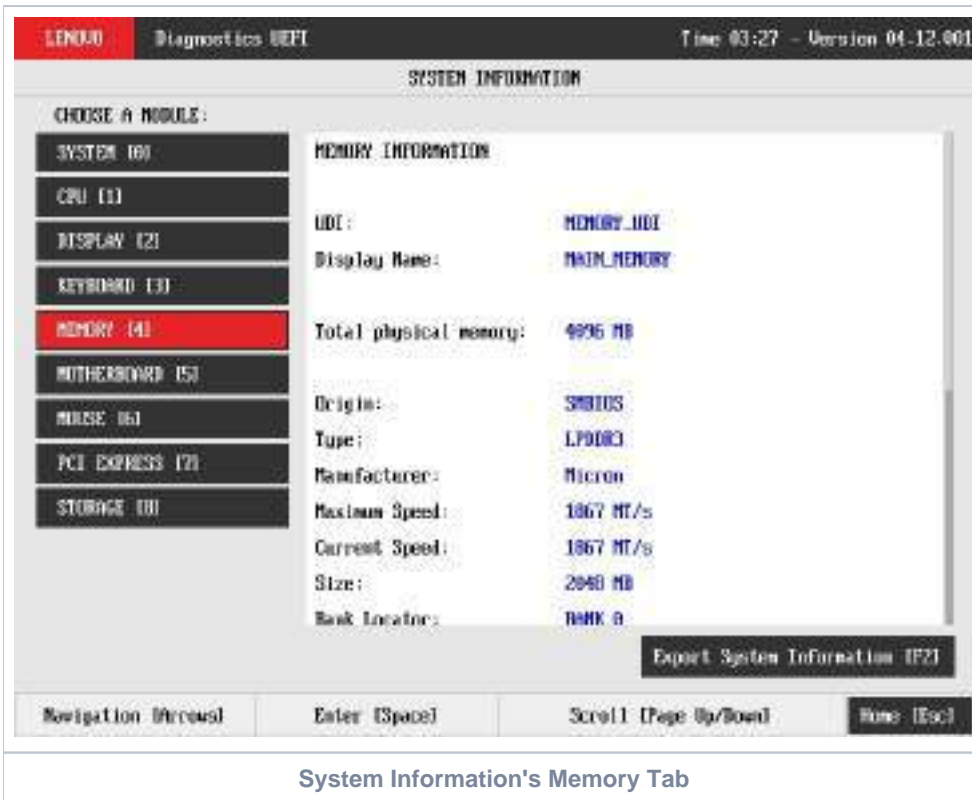 LENOVO Diagnostics UEFI Time 03:27 - Version 04.12.001
SYSTEM INFORMATION
CHOOSE A MODULE:
SYSTEM [0]
CPU [1]
DISPLAY [2]
KEYBOARD [3]
MEMORY [4]
MOTHERBOARD [5]
MOUSE [6]
PCI EXPRESS [7]
STORAGE [8]
MEMORY INFORMATION
UDI: MEMORY_UDI
Display Name: MAIN_MEMORY
Total physical memory: 4096 MB
Origin: SMBIOS
Type: LPDDR3
Manufacturer: Micron
Maximum Speed: 1867 MT/s
Current Speed: 1867 MT/s
Size: 2048 MB
Bank Locator: BANK 0
Export System Information [F2]
Navigation [Arrows] Enter [Space] Scroll [Page Up/Down] Home [Esc]
System Information's Memory Tab